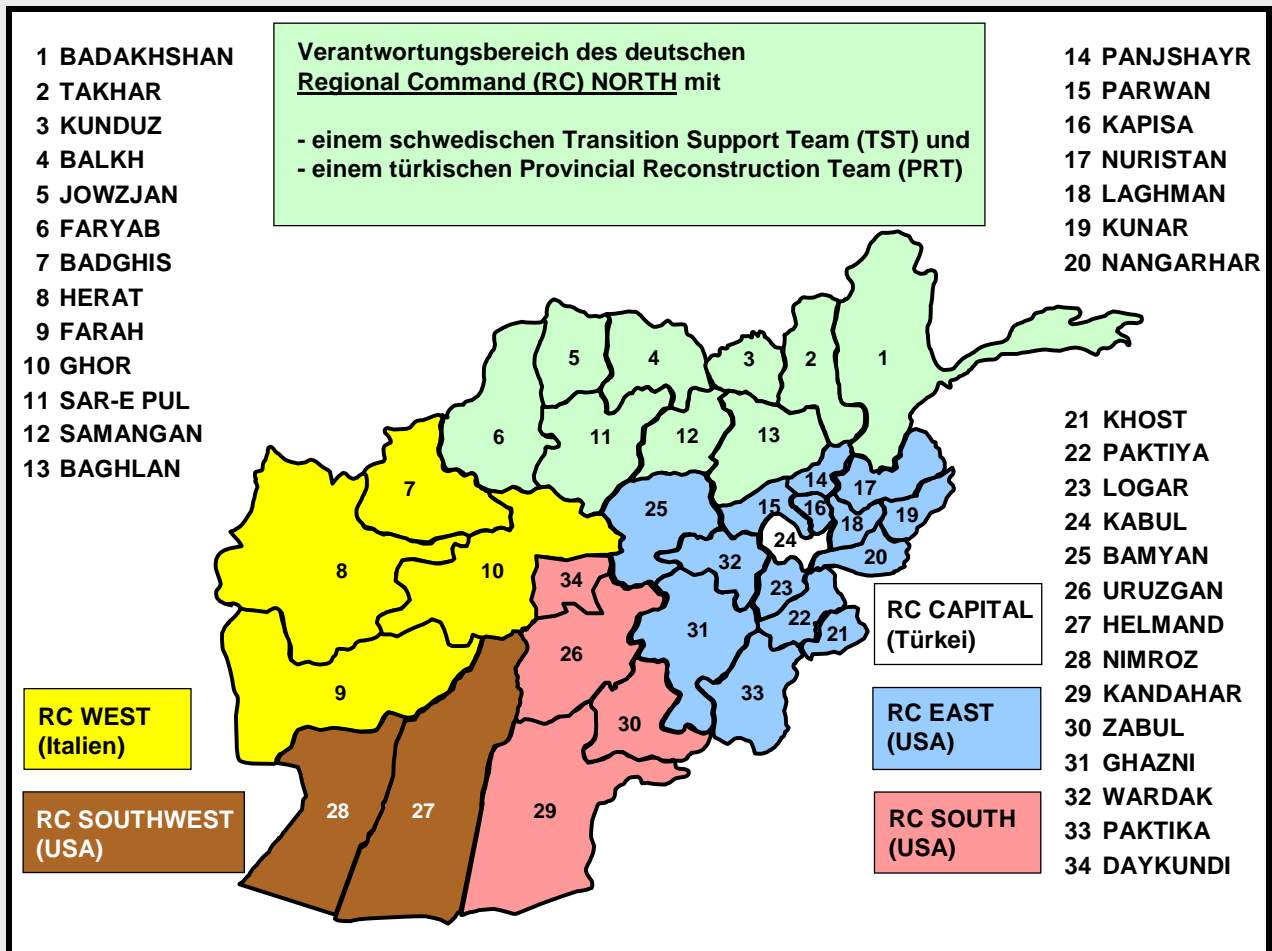 1 BADAKHSHAN
2 TAKHAR
3 KUNDUZ
4 BALKH
5 JOWZJAN
6 FARYAB
7 BADGHIS
8 HERAT
9 FARAH
10 GHOR
11 SAR-E PUL
12 SAMANGAN
13 BAGHLAN
Verantwortungsbereich des deutschen
Regional Command (RC) NORTH mit
- einem schwedischen Transition Support Team (TST) und
- einem türkischen Provincial Reconstruction Team (PRT)
14 PANJSHAYR
15 PARWAN
16 KAPISA
17 NURISTAN
18 LAGHMAN
19 KUNAR
20 NANGARHAR
21 KHOST
22 PAKTIYA
23 LOGAR
24 KABUL
25 BAMYAN
26 URUZGAN
27 HELMAND
28 NIMROZ
29 KANDAHAR
30 ZABUL
31 GHAZNI
32 WARDAK
33 PAKTIKA
34 DAYKUNDI
5
4
3
2
1
6
11
12
13
7
14
17
25
15
16
18
19
24
20
8
10
34
32
23
22
21
31
26
9
33
30
28
27
29
RC CAPITAL
(Türkei)
RC WEST
(Italien)
RC EAST
(USA)
RC SOUTHWEST
(USA)
RC SOUTH
(USA)